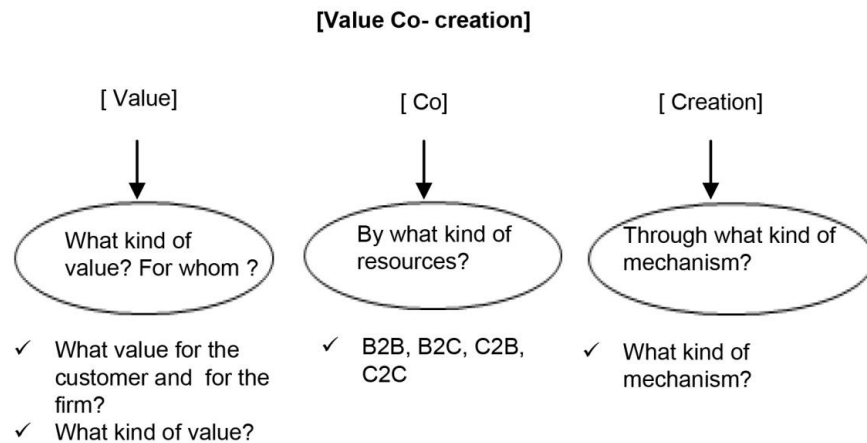 [Value Co- creation]
[ Value]
[ Co]
[ Creation]
What kind of
value? For whom ?
By what kind of
resources?
Through what kind of
mechanism?
✓ What value for the
customer and for the
firm?
✓ What kind of value?
✓ B2B, B2C, C2B,
C2C
✓ What kind of
mechanism?